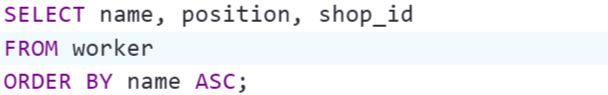 SELECT name, position, shop_id
FROM worker
ORDER BY name ASC;